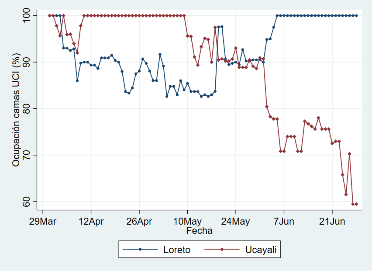 Ocupación camas UCI (%)
100
90
80
70
60
29Mar 12Apr 26Apr 10May 24May 7Jun 21Jun
Fecha
Loreto Ucayali